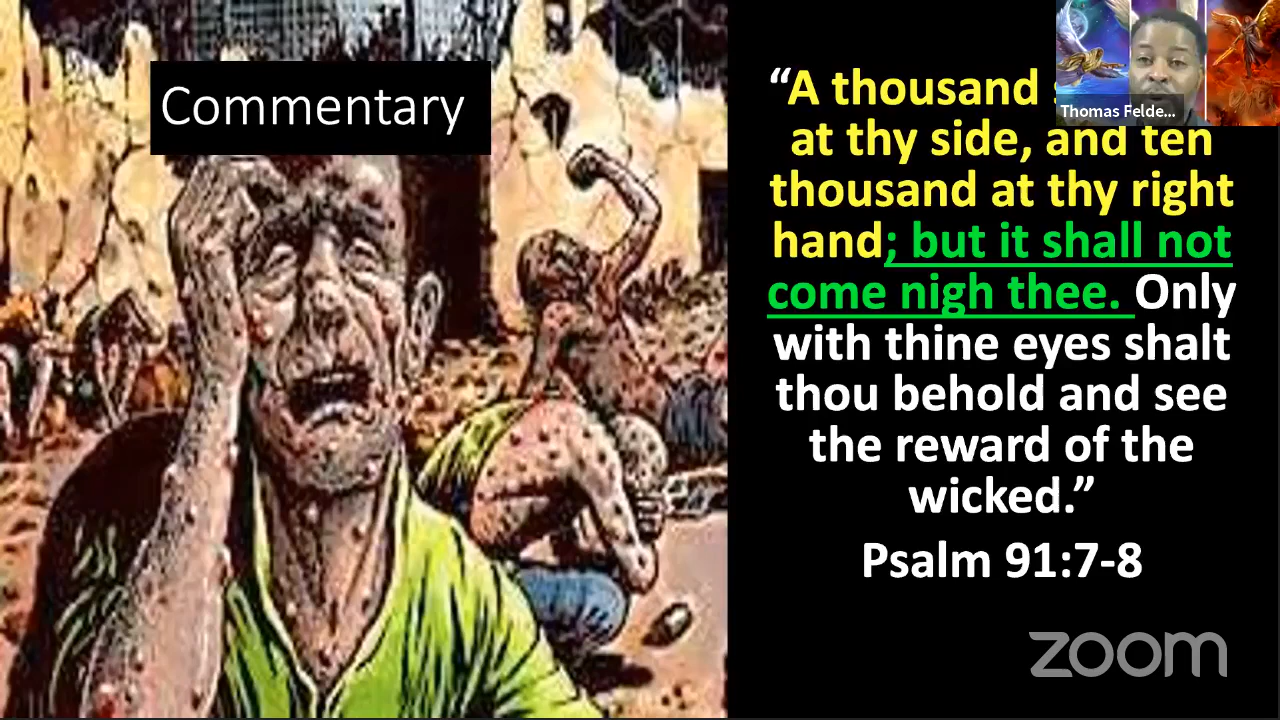 Commentary
“A thousand
at thy side, and ten
thousand at thy right
hand; but it shall not
come nigh thee. Only
with thine eyes shalt
thou behold and see
the reward of the
wicked.”
Psalm 91:7-8
Thomas Felde...
zoom